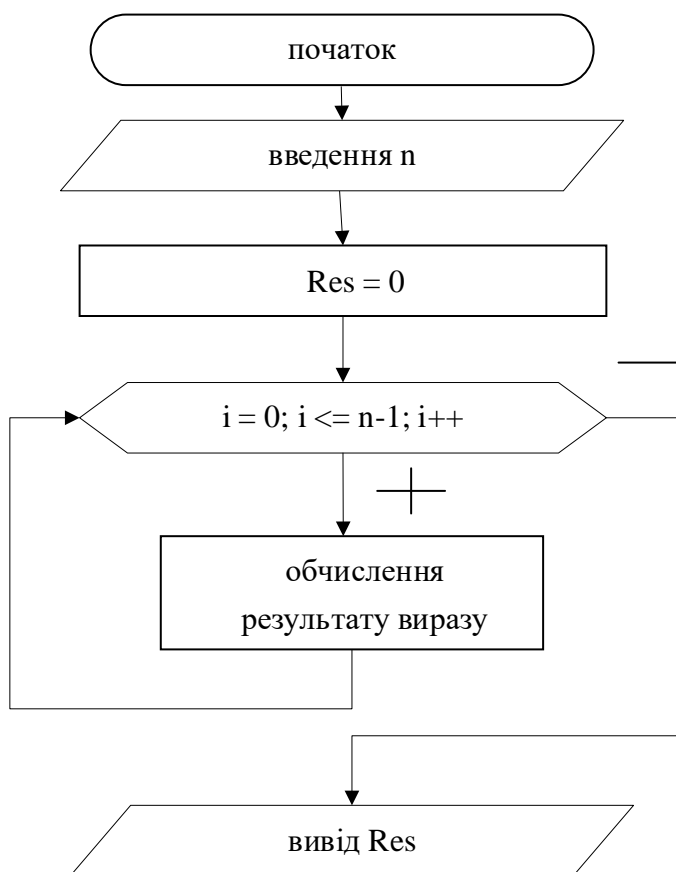 початок
введення n
Res = 0
i = 0; i <= n-1; i++
обчислення
результату виразу
вивід Res